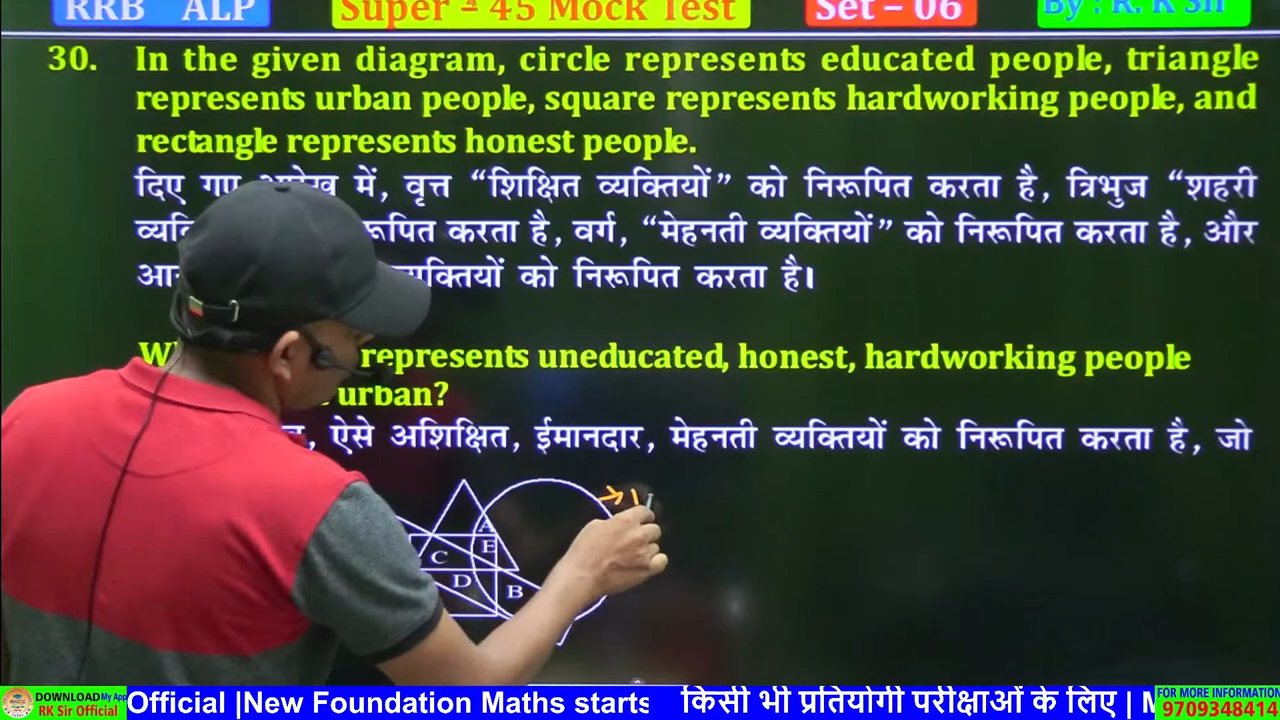 RRB ALP Super - 45 Mock Test Set – 06 By : R. K Sir
30. In the given diagram, circle represents educated people, triangle
represents urban people, square represents hardworking people, and
rectangle represents honest people.
दिए गए में, वृत्त “शिक्षित व्यक्तियों” को निरूपित करता है, त्रिभुज “शहरी
करता है, वर्ग, “मेहनती व्यक्तियों” को निरूपित करता है, और
को निरूपित करता है।
represents uneducated, honest, hardworking people
urban?
ऐसे अशिक्षित, ईमानदार, मेहनती व्यक्तियों को निरूपित करता है, जो
A
E
C
D
B
DOWNLOAD My App
RK Sir Official
Official |New Foundation Maths starts किसी भी प्रतियोगी परीक्षाओं के लिए |
FOR MORE INFORMATION
9709348414